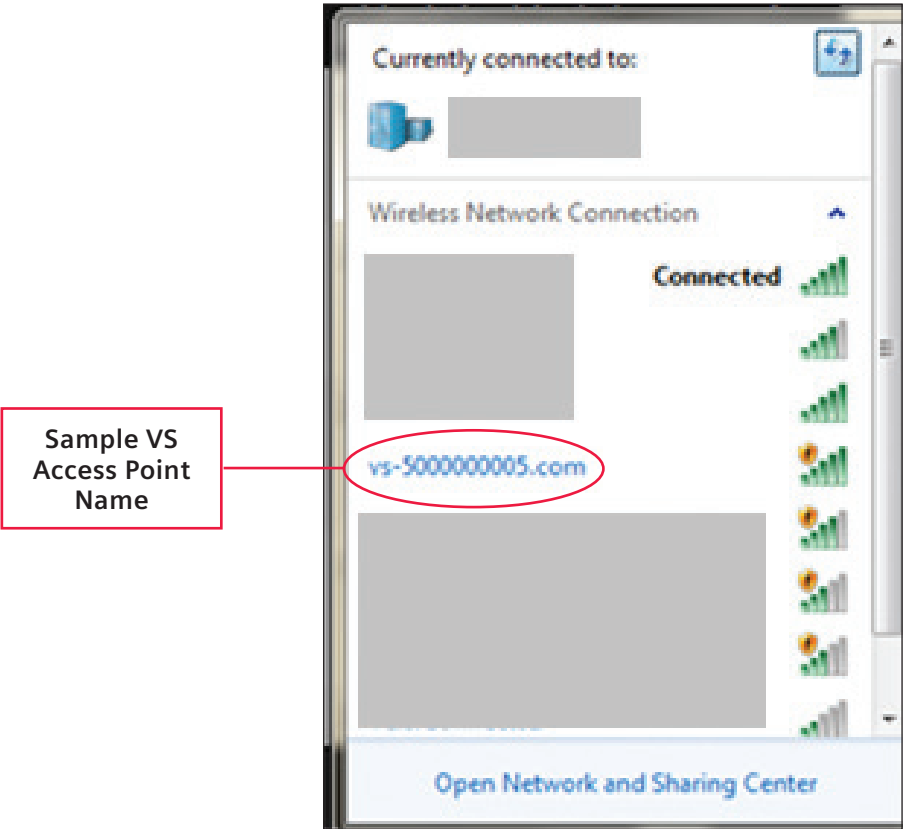 Currently connected to:
Wireless Network Connection
Connected
Sample VS
Access Point
Name
vs-5000000005.com
Open Network and Sharing Center